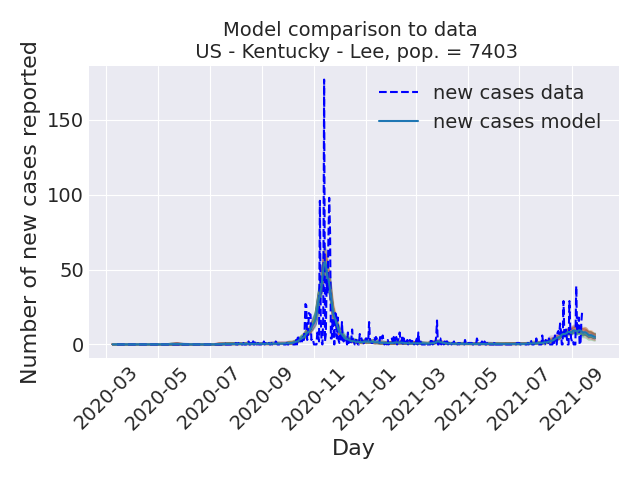 Model comparison to data
US - Kentucky - Lee, pop. = 7403
new cases data
new cases model
Number of new cases reported
150
100
50
0
2020-03
2020-05
2020-07
2020-09
2020-11
2021-01
2021-03
2021-05
2021-07
2021-09
Day